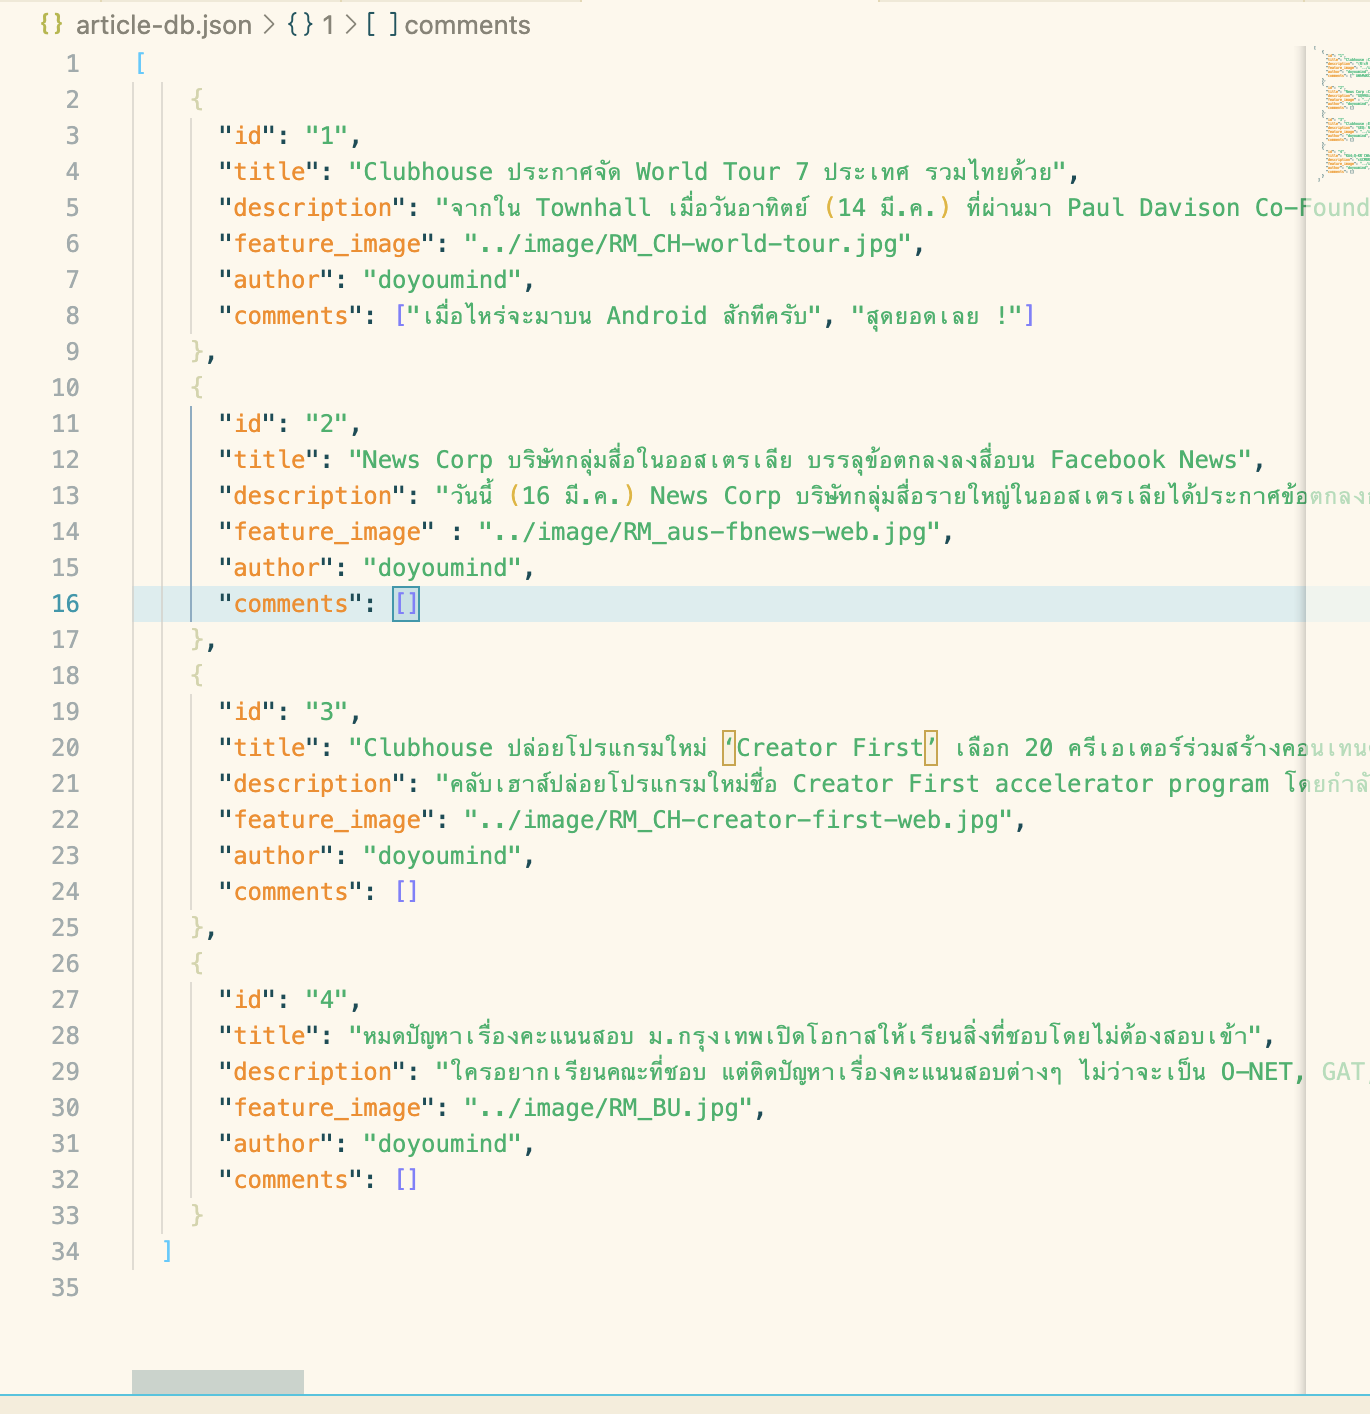 {} article-db.json > {} 1 > [ ] comments
1 [
2 {
3 "id": "1",
4 "title": "Clubhouse ประกาศจัด World Tour 7 ประเทศ รวมไทยด้วย",
5 "description": "จากใน Townhall เมื่อวันอาทิตย์ (14 มี.ค.) ที่ผ่านมา Paul Davison Co-Found
6 "feature_image": "../image/RM_CH-world-tour.jpg",
7 "author": "doyoumind",
8 "comments": ["เมื่อไหร่จะมาบน Android สักทีครับ", "สุดยอดเลย !"]
9 },
10 {
11 "id": "2",
12 "title": "News Corp บริษัทกลุ่มสื่อในออสเตรเลีย บรรลุข้อตกลงลงสื่อบน Facebook News",
13 "description": "วันนี้ (16 มี.ค.) News Corp บริษัทกลุ่มสื่อรายใหญ่ในออสเตรเลียได้ประกาศข้อตกลง
14 "feature_image" : "../image/RM_aus-fbnews-web.jpg",
15 "author": "doyoumind",
16 "comments": []
17 },
18 {
19 "id": "3",
20 "title": "Clubhouse ปล่อยโปรแกรมใหม่ ‘Creator First’ เลือก 20 ครีเอเตอร์ร่วมสร้างคอนเทน
21 "description": "คลับเฮาส์ปล่อยโปรแกรมใหม่ชื่อ Creator First accelerator program โดยกำลั
22 "feature_image": "../image/RM_CH-creator-first-web.jpg",
23 "author": "doyoumind",
24 "comments": []
25 },
26 {
27 "id": "4",
28 "title": "หมดปัญหาเรื่องคะแนนสอบ ม.กรุงเทพเปิดโอกาสให้เรียนสิ่งที่ชอบโดยไม่ต้องสอบเข้า",
29 "description": "ใครอยากเรียนคณะที่ชอบ แต่ติดปัญหาเรื่องคะแนนสอบต่างๆ ไม่ว่าจะเป็น O-NET, GAT
30 "feature_image": "../image/RM_BU.jpg",
31 "author": "doyoumind",
32 "comments": []
33 }
34 ]
35